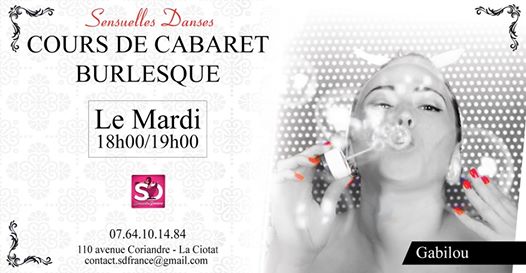 Sensuelles Danses
COURS DE CABARET
BURLESQUE
Le Mardi
18h00/19h00
SD
07.64.10.14.84
110 avenue Coriandre - La Ciotat
contact.sdfrance@gmail.com
Gabilou